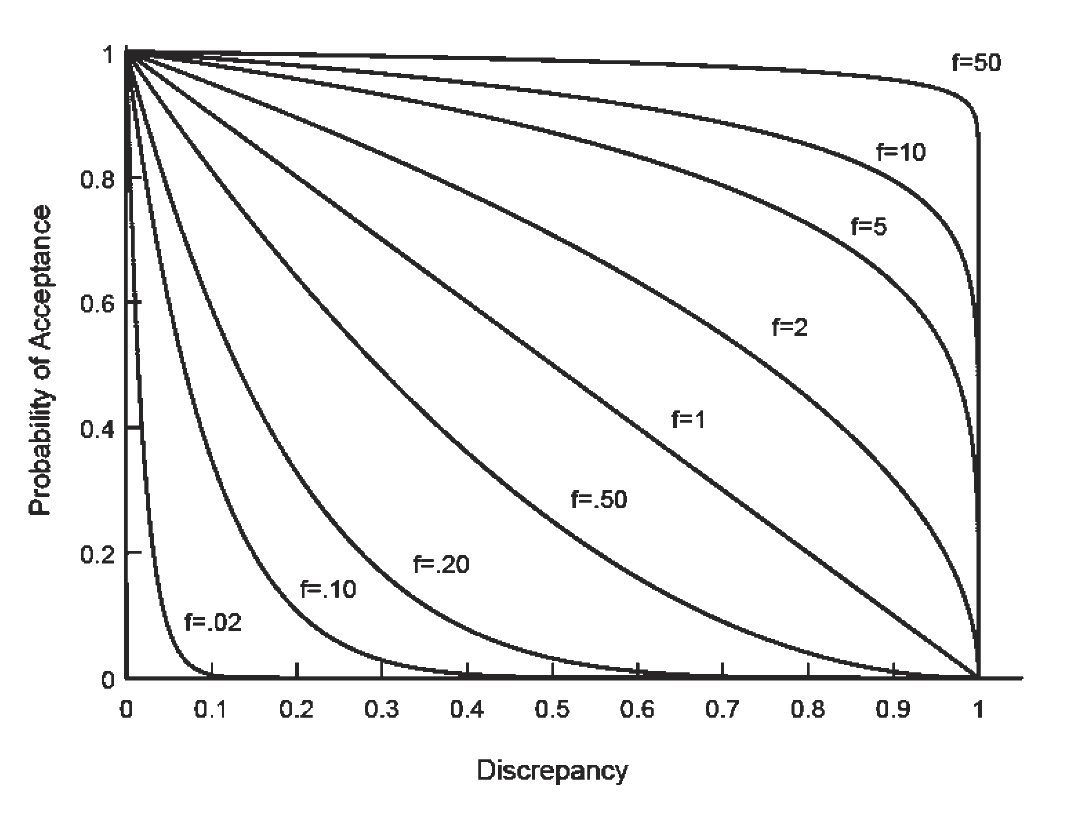 1
f=50
f=10
0.8
f=5
Probability of Acceptance
0.6
f=2
0.4
f=1
f=.50
0.2
f=.20
f=.10
f=.02
0
0 0.1 0.2 0.3 0.4 0.5 0.6 0.7 0.8 0.9 1
Discrepancy